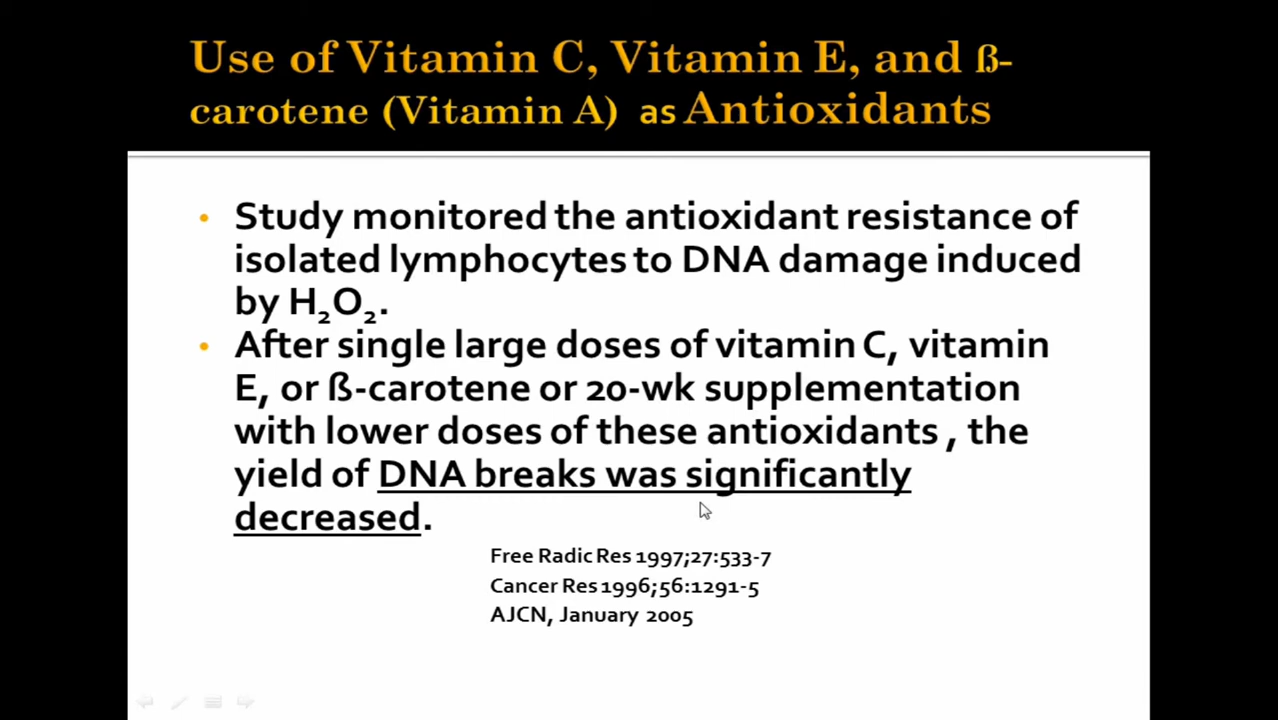 Use of Vitamin C, Vitamin E, and ß-
carotene (Vitamin A) as Antioxidants
• Study monitored the antioxidant resistance of
isolated lymphocytes to DNA damage induced
by H₂O₂.
• After single large doses of vitamin C, vitamin
E, or ß-carotene or 20-wk supplementation
with lower doses of these antioxidants , the
yield of DNA breaks was significantly
decreased.
Free Radic Res 1997;27:533-7
Cancer Res 1996;56:1291-5
AJCN, January 2005